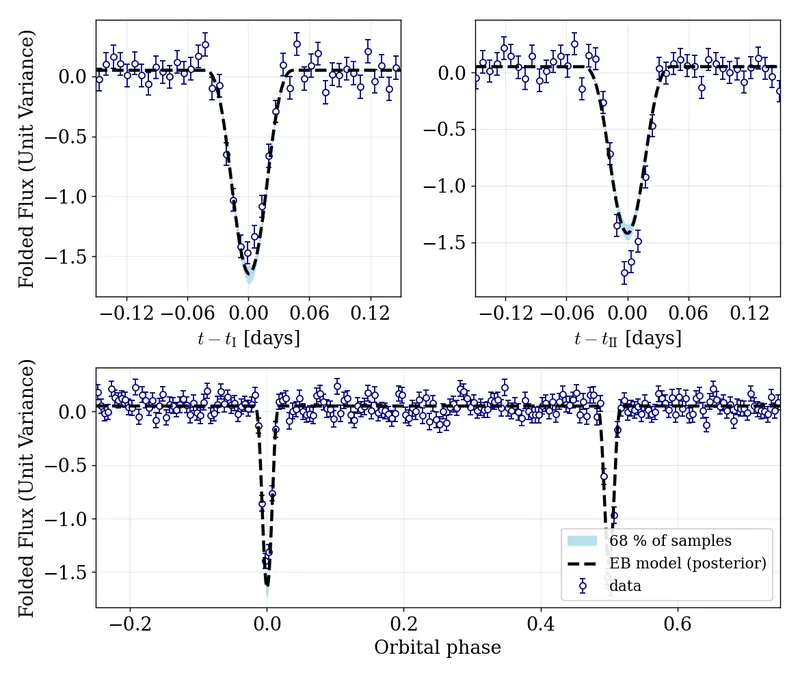 Folded Flux (Unit Variance)
0.0
−0.5
−1.0
−1.5
−0.12 −0.06 0.00 0.06 0.12
t − tI [days]
0.0
−0.5
−1.0
−1.5
−0.12 −0.06 0.00 0.06 0.12
t − tII [days]
Folded Flux (Unit Variance)
0.0
−0.5
−1.0
−1.5
68 % of samples
EB model (posterior)
data
−0.2 0.0 0.2 0.4 0.6
Orbital phase